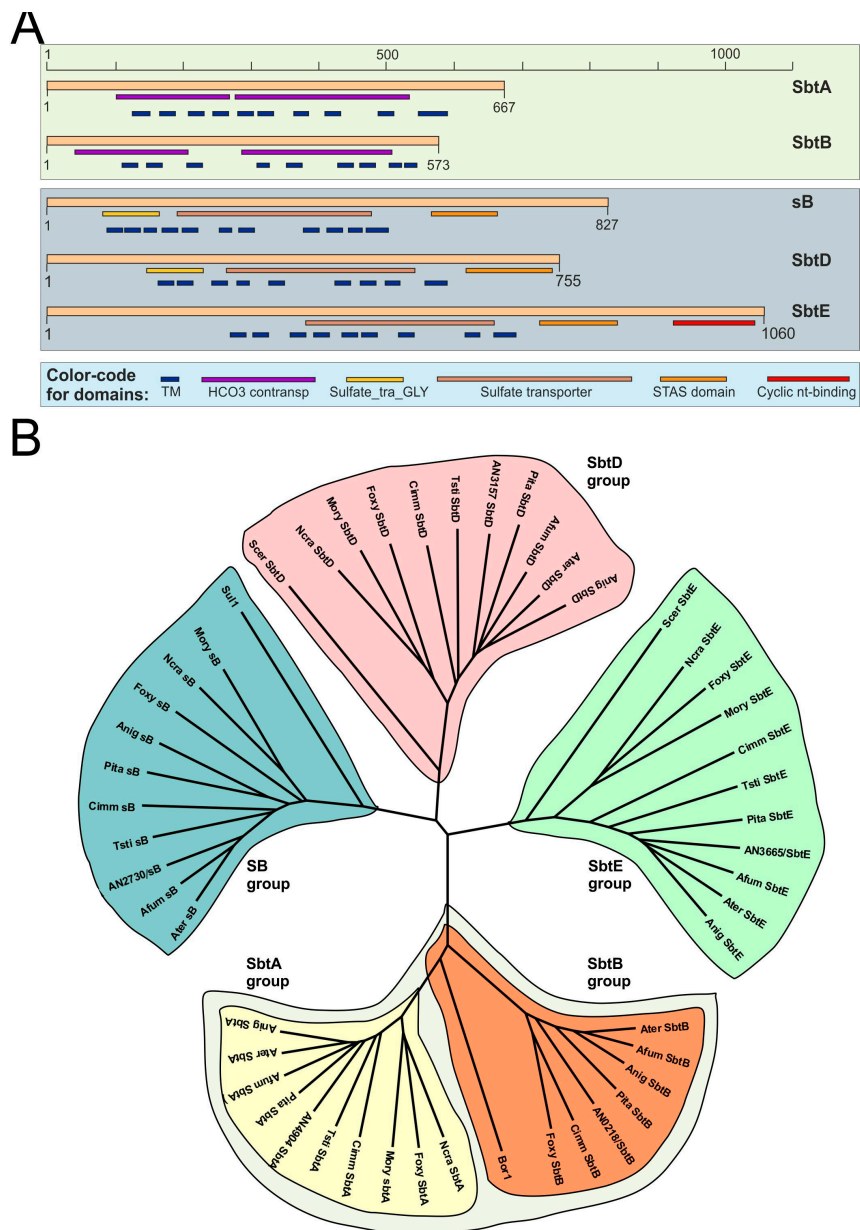 A
1 500 1000
SbtA
1 667
SbtB
1 573
sB
1 827
SbtD
1 755
SbtE
1 1060
Color-code
for domains:
TM HCO3 contransp Sulfate_tra_GLY Sulfate transporter STAS domain Cyclic nt-binding
B
SbtD
group
Scer SbtD
Ncra SbtD
Mory SbtD
Foxy SbtD
Cimm SbtD
Tsti SbtD
AN3157 SbtD
Pita SbtD
Afum SbtD
Ater SbtD
Anig SbtD
Sul1
Mory sB
Ncra sB
Foxy sB
Anig sB
Pita sB
Cimm sB
Tsti sB
AN2730/sB
Afum sB
Ater sB
SB
group
Scer SbtE
Ncra SbtE
Foxy SbtE
Mory SbtE
Cimm SbtE
Tsti SbtE
Pita SbtE
AN3665/SbtE
Afum SbtE
Ater SbtE
Anig SbtE
SbtE
group
SbtA
group
Anig SbtA
Ater SbtA
Afum SbtA
Pita SbtA
AN4904 SbtA
Tsti SbtA
Cimm SbtA
Mory sbtA
Foxy SbtA
Ncra SbtA
SbtB
group
Ater SbtB
Afum SbtB
Anig SbtB
Pita SbtB
AN0218/SbtB
Cimm SbtB
Foxy SbtB
Bor1